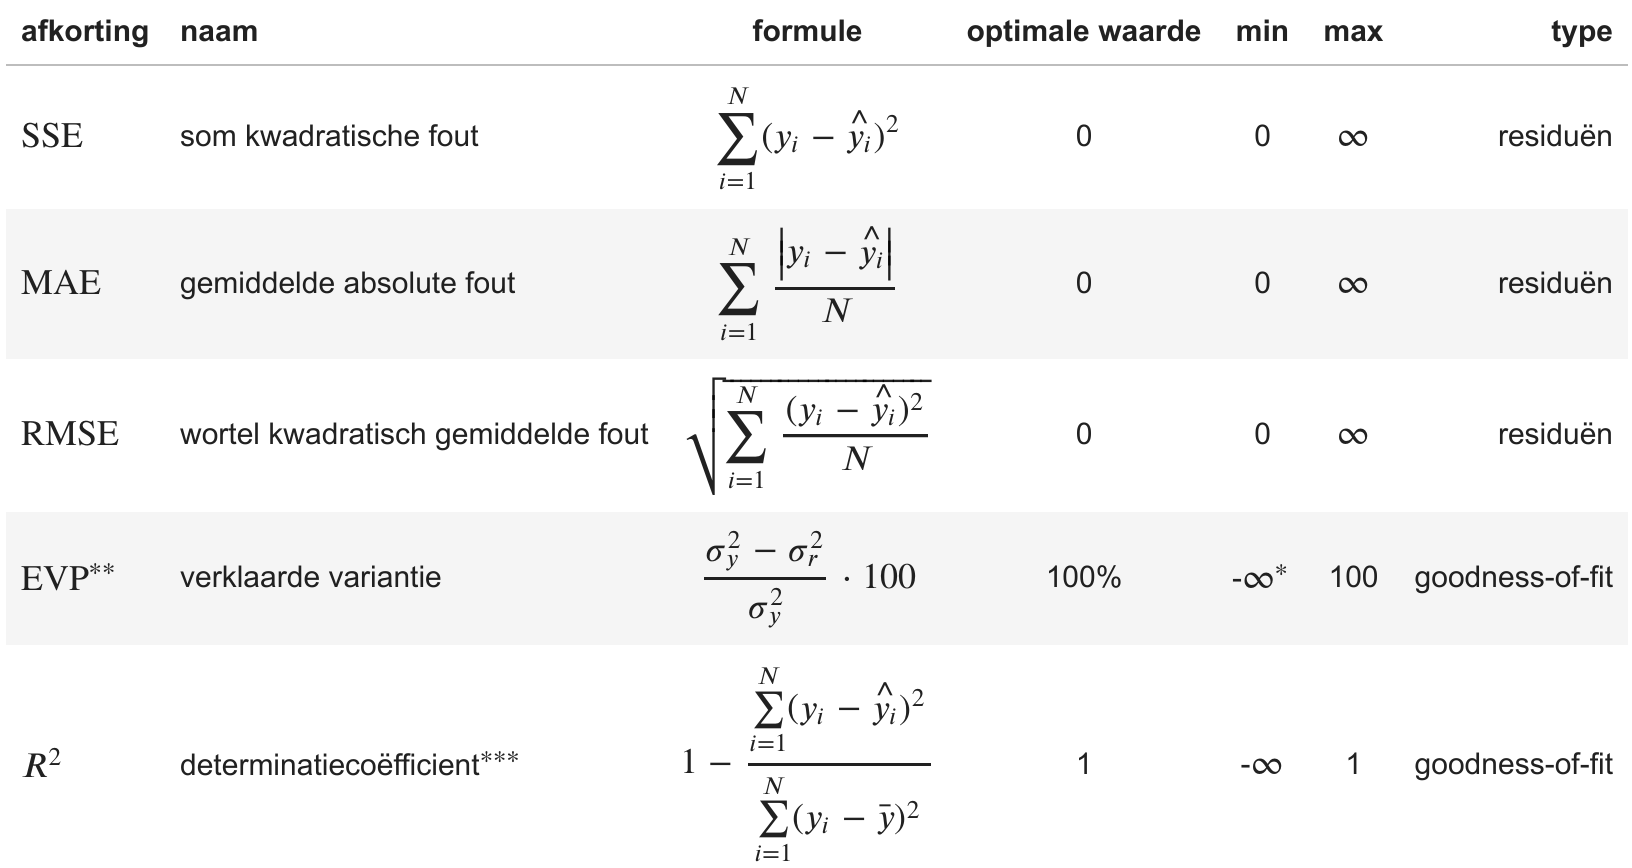 afkorting naam formule optimale waarde min max type
SSE som kwadratische fout $\sum_{i=1}^{N}(y_i - \hat{y}_i)^2$ 0 0 ∞ residuën
MAE gemiddelde absolute fout $\sum_{i=1}^{N}\frac{|y_i - \hat{y}_i|}{N}$ 0 0 ∞ residuën
RMSE wortel kwadratisch gemiddelde fout $\sqrt{\sum_{i=1}^{N}\frac{(y_i - \hat{y}_i)^2}{N}}$ 0 0 ∞ residuën
EVP** verklaarde variantie $\frac{\sigma_y^2 - \sigma_r^2}{\sigma_y^2} \cdot 100$ 100% -∞* 100 goodness-of-fit
R² determinatiecoëfficient*** $1 - \frac{\sum_{i=1}^{N}(y_i - \hat{y}_i)^2}{\sum_{i=1}^{N}(y_i - \bar{y})^2}$ 1 -∞ 1 goodness-of-fit